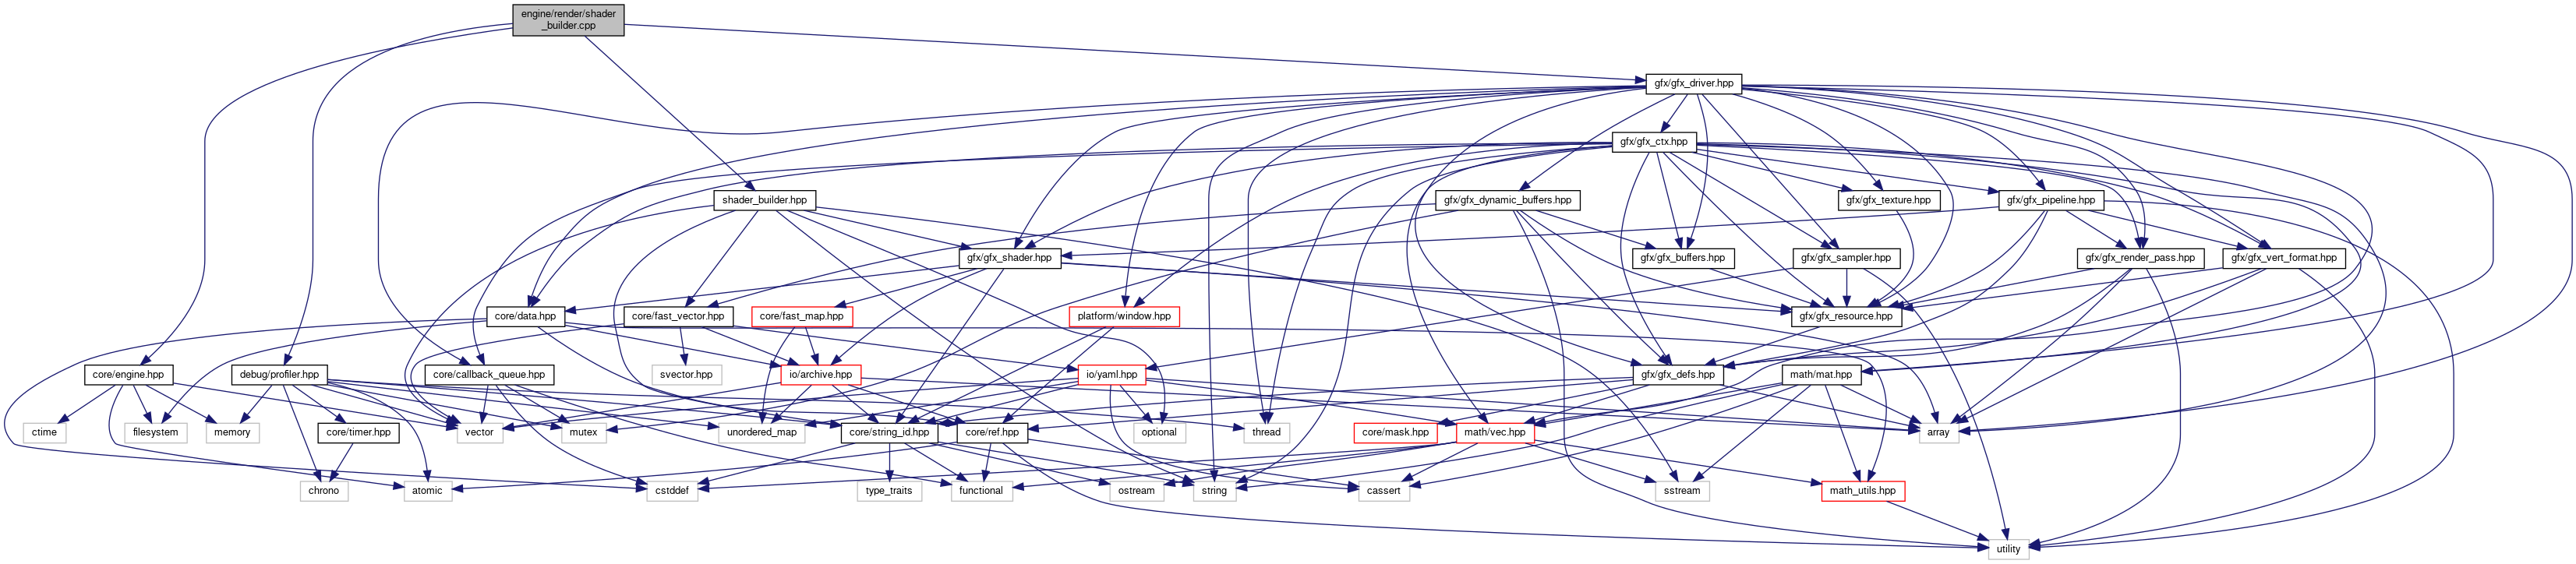 engine/render/shader
_builder.cpp
gfx/gfx_driver.hpp
gfx/gfx_ctx.hpp
shader_builder.hpp
gfx/gfx_dynamic_buffers.hpp
gfx/gfx_texture.hpp
gfx/gfx_pipeline.hpp
gfx/gfx_shader.hpp
gfx/gfx_buffers.hpp
gfx/gfx_sampler.hpp
gfx/gfx_render_pass.hpp
gfx/gfx_vert_format.hpp
core/data.hpp
core/fast_vector.hpp
core/fast_map.hpp
platform/window.hpp
gfx/gfx_resource.hpp
core/engine.hpp
debug/profiler.hpp
core/callback_queue.hpp
svector.hpp
io/archive.hpp
io/yaml.hpp
gfx/gfx_defs.hpp
math/mat.hpp
ctime
filesystem
memory
core/timer.hpp
vector
mutex
unordered_map
core/string_id.hpp
core/ref.hpp
optional
thread
core/mask.hpp
math/vec.hpp
array
chrono
atomic
cstddef
type_traits
functional
ostream
string
cassert
sstream
math_utils.hpp
utility